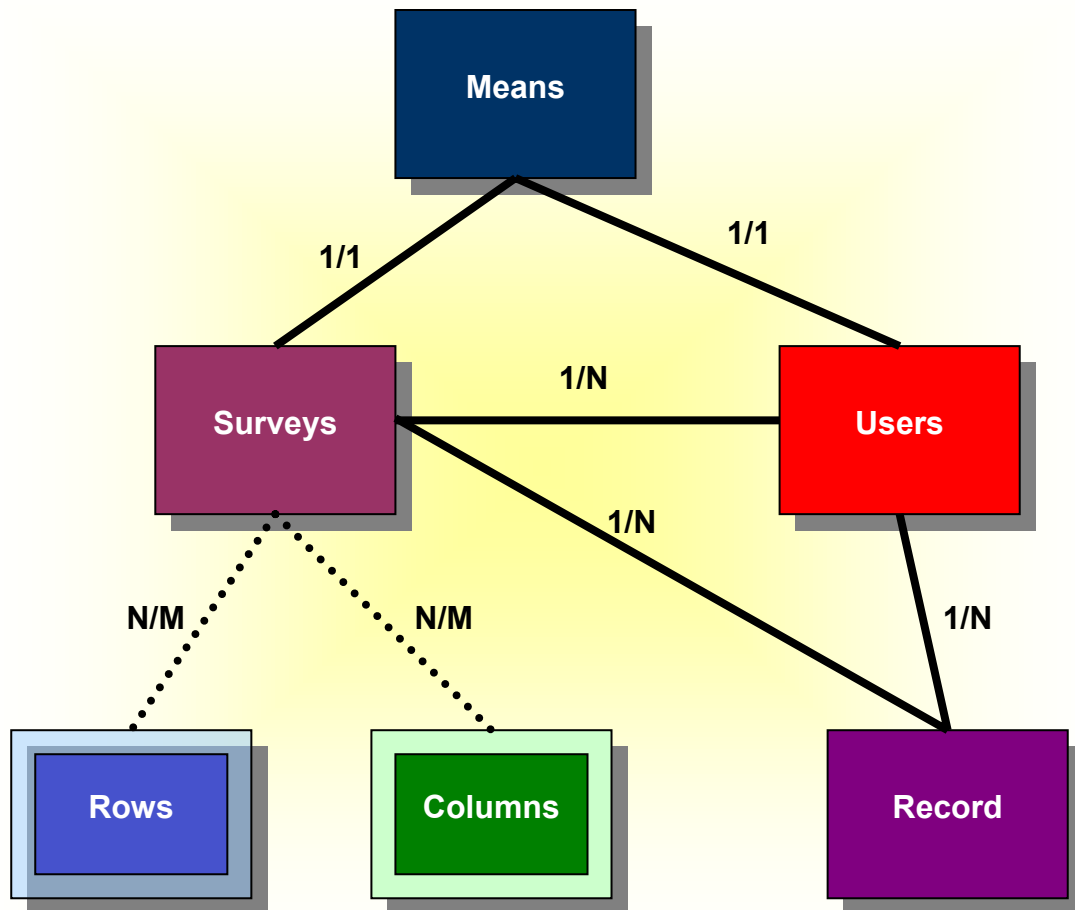 Means
1/1
1/1
1/N
Surveys
Users
1/N
N/M
N/M
1/N
Rows
Columns
Record